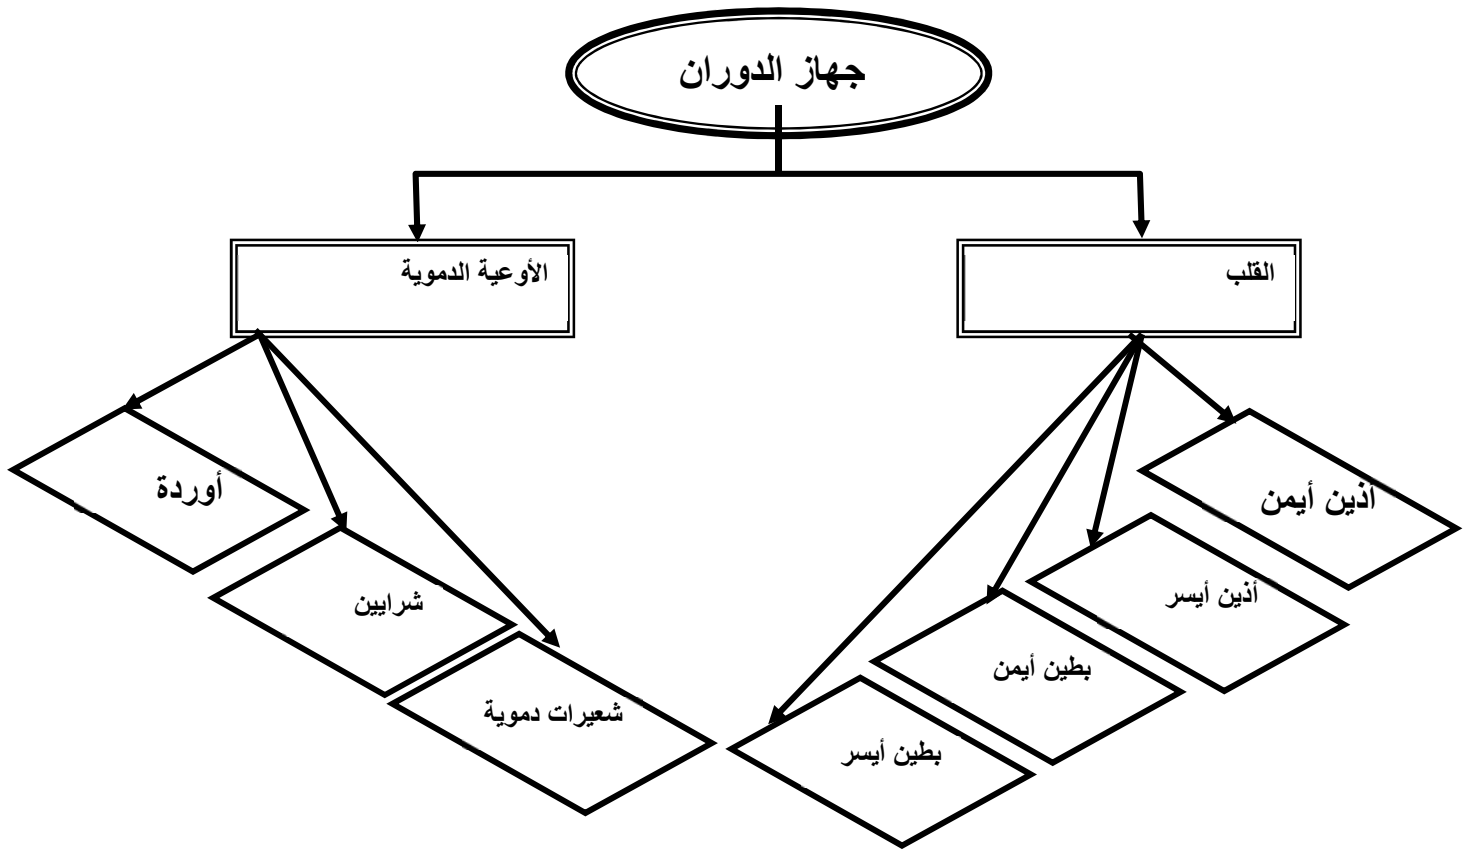 جهاز الدوران
القلب
الأوعية الدموية
أذين أيمن
أذين أيسر
بطين أيمن
بطين أيسر
أوردة
شرايين
شعيرات دموية